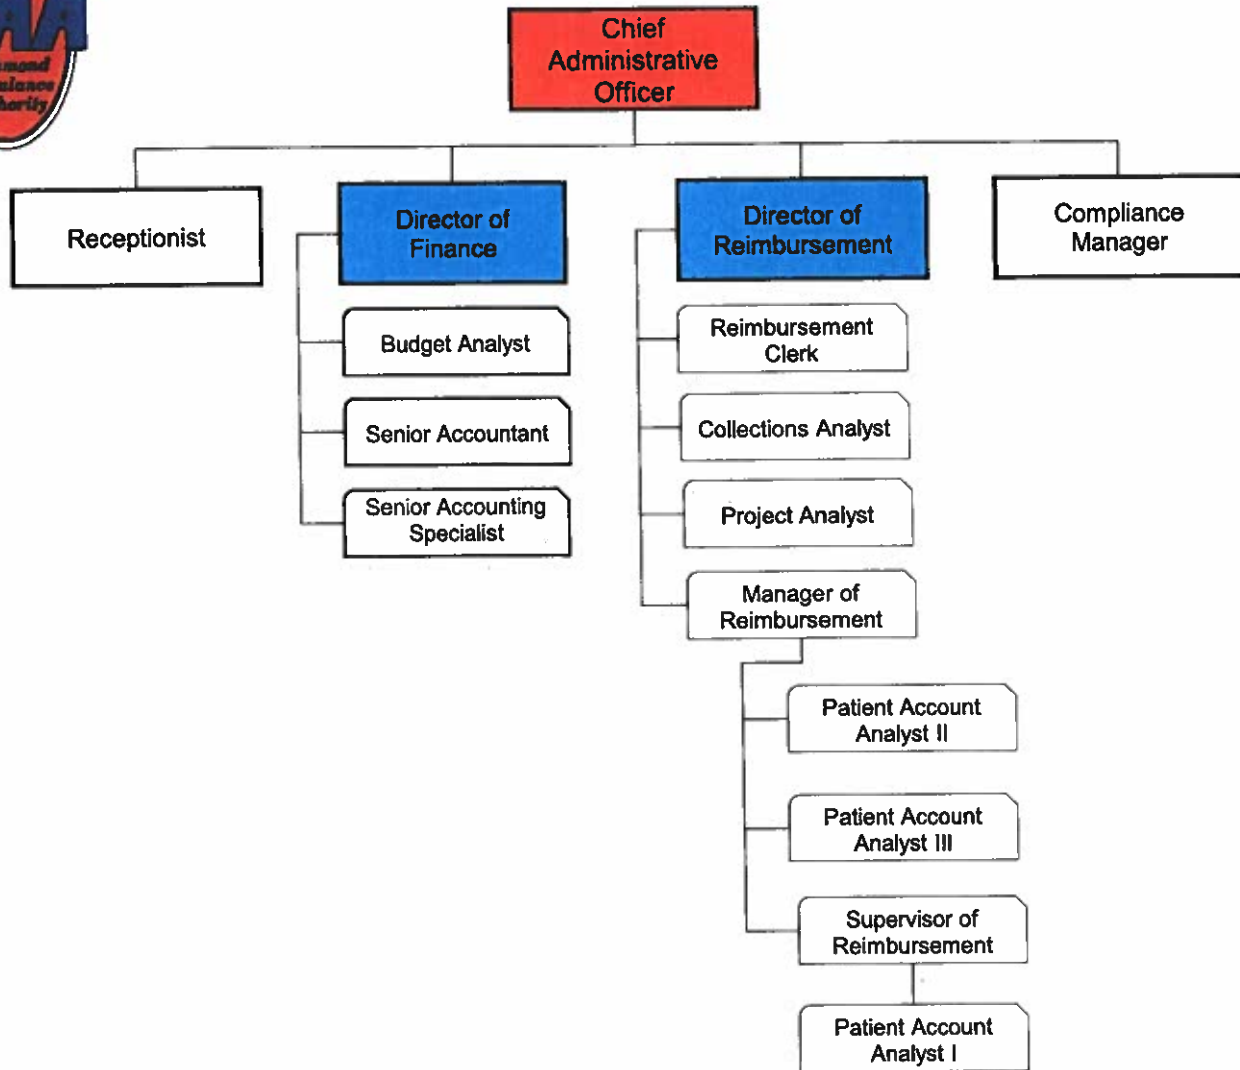 Chief
Administrative
Officer
Receptionist
Director of
Finance
Director of
Reimbursement
Compliance
Manager
Budget Analyst
Senior Accountant
Senior Accounting
Specialist
Reimbursement
Clerk
Collections Analyst
Project Analyst
Manager of
Reimbursement
Patient Account
Analyst II
Patient Account
Analyst III
Supervisor of
Reimbursement
Patient Account
Analyst I